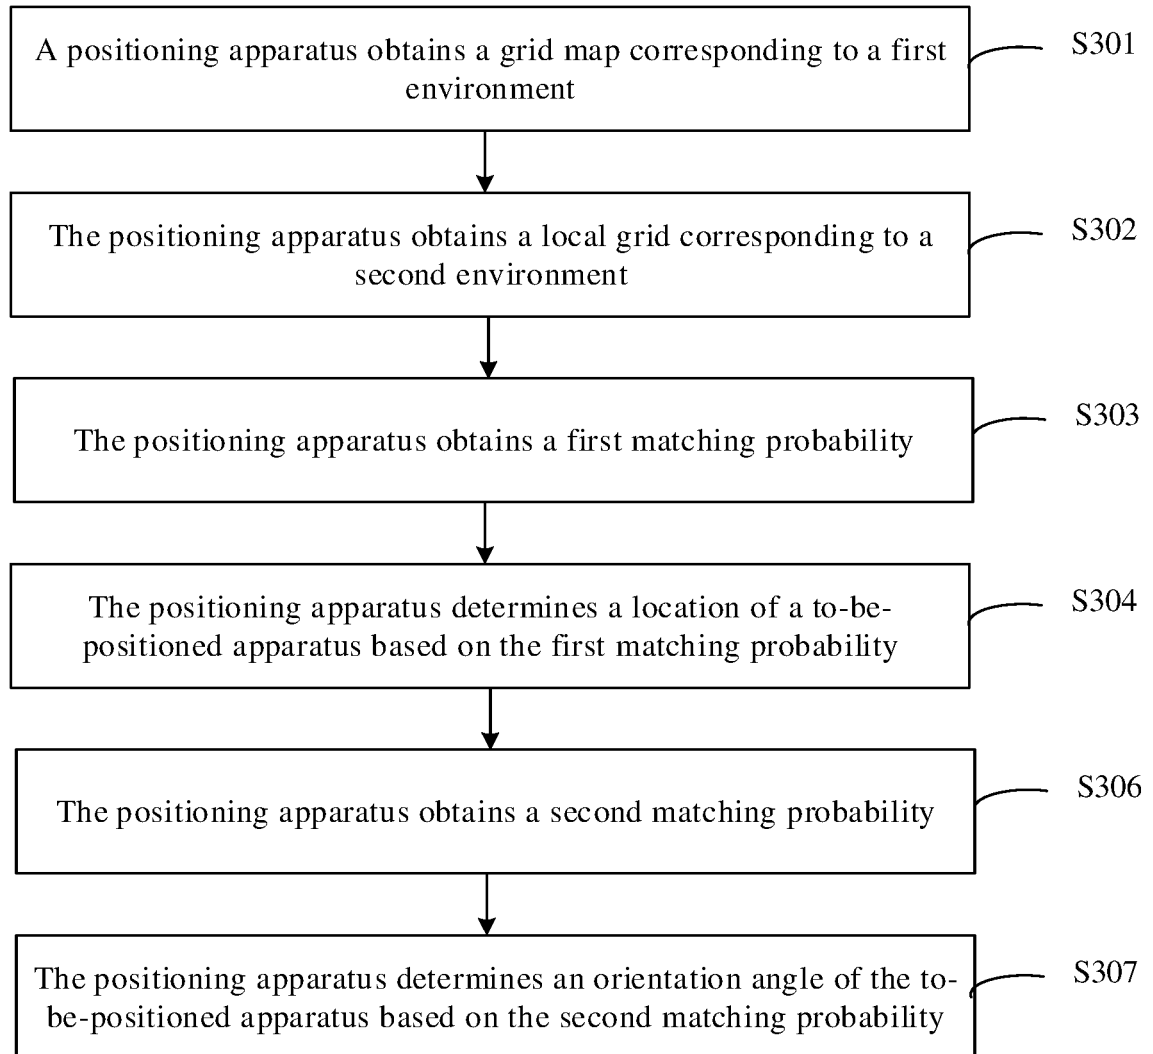 A positioning apparatus obtains a grid map corresponding to a first
environment
S301
The positioning apparatus obtains a local grid corresponding to a
second environment
S302
The positioning apparatus obtains a first matching probability
S303
The positioning apparatus determines a location of a to-be-
positioned apparatus based on the first matching probability
S304
The positioning apparatus obtains a second matching probability
S306
The positioning apparatus determines an orientation angle of the to-
be-positioned apparatus based on the second matching probability
S307